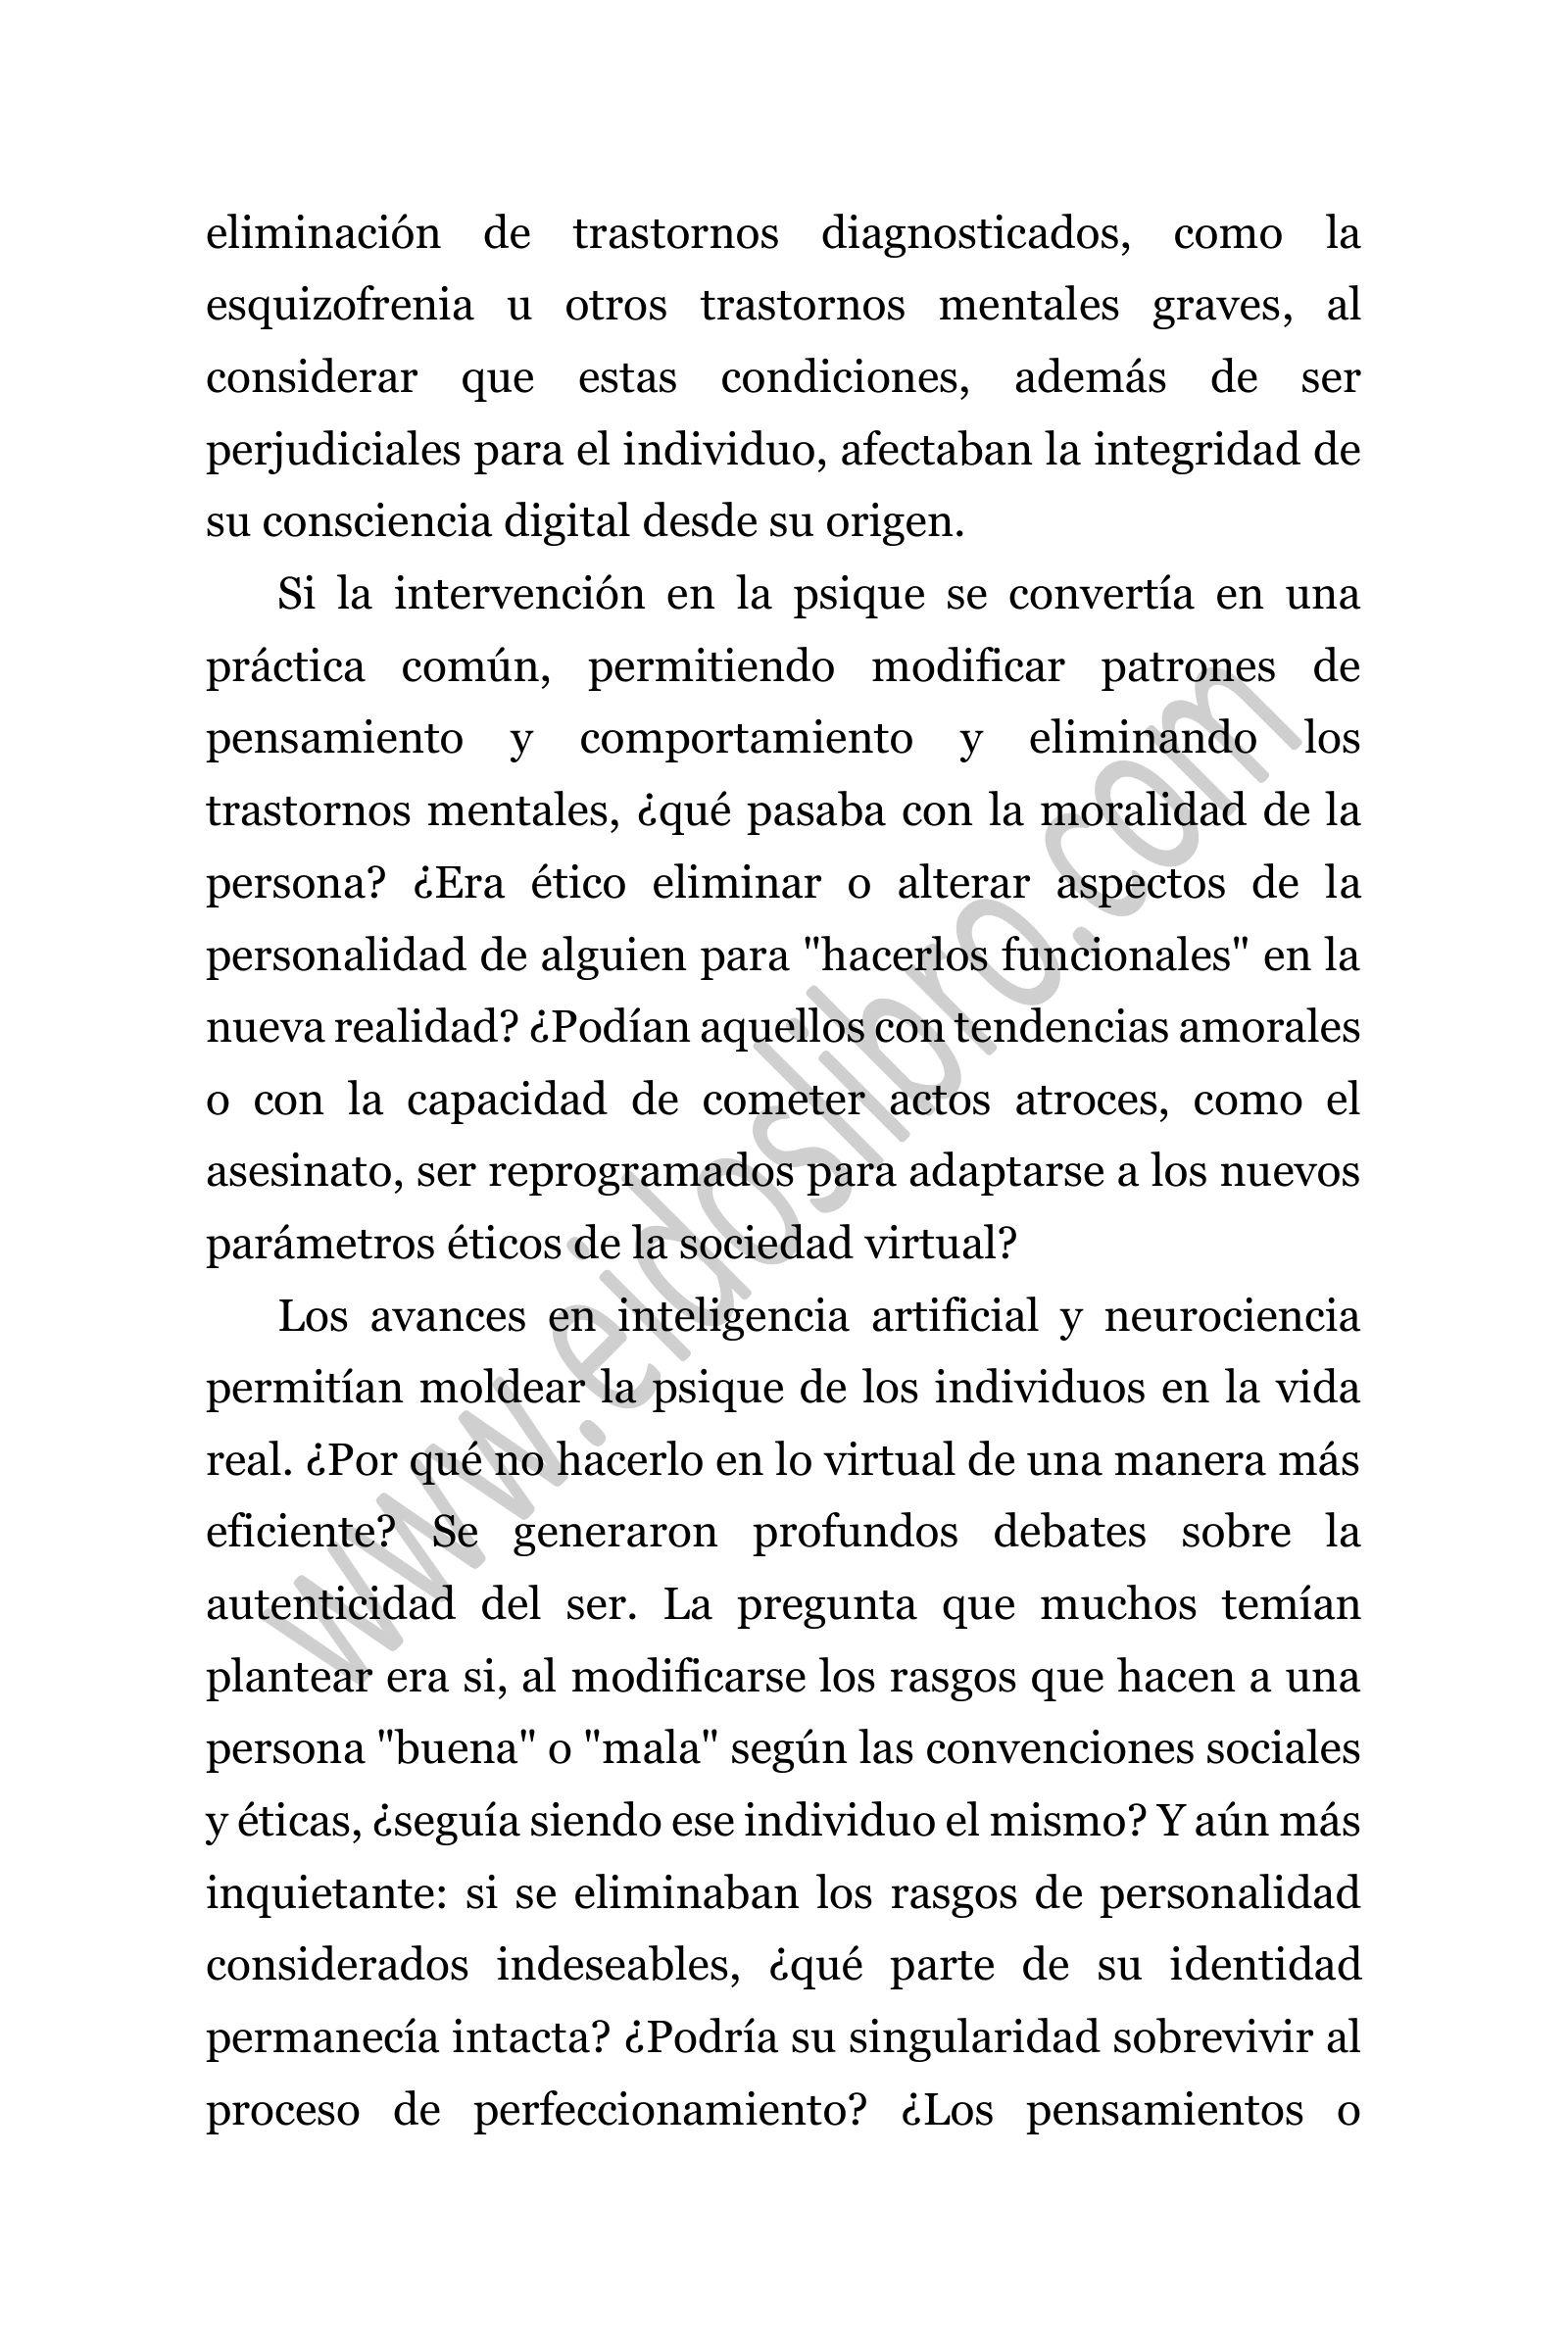 eliminación de trastornos diagnosticados, como la
esquizofrenia u otros trastornos mentales graves, al
considerar que estas condiciones, además de ser
perjudiciales para el individuo, afectaban la integridad de
su consciencia digital desde su origen.
Si la intervención en la psique se convertía en una
práctica común, permitiendo modificar patrones de
pensamiento y comportamiento y eliminando los
trastornos mentales, ¿qué pasaba con la moralidad de la
persona? ¿Era ético eliminar o alterar aspectos de la
personalidad de alguien para "hacerlos funcionales" en la
nueva realidad? ¿Podían aquellos con tendencias amorales
o con la capacidad de cometer actos atroces, como el
asesinato, ser reprogramados para adaptarse a los nuevos
parámetros éticos de la sociedad virtual?
Los avances en inteligencia artificial y neurociencia
permitían moldear la psique de los individuos en la vida
real. ¿Por qué no hacerlo en lo virtual de una manera más
eficiente? Se generaron profundos debates sobre la
autenticidad del ser. La pregunta que muchos temían
plantear era si, al modificarse los rasgos que hacen a una
persona "buena" o "mala" según las convenciones sociales
y éticas, ¿seguía siendo ese individuo el mismo? Y aún más
inquietante: si se eliminaban los rasgos de personalidad
considerados indeseables, ¿qué parte de su identidad
permanecía intacta? ¿Podría su singularidad sobrevivir al
proceso de perfeccionamiento? ¿Los pensamientos o
www.eidoslibro.com